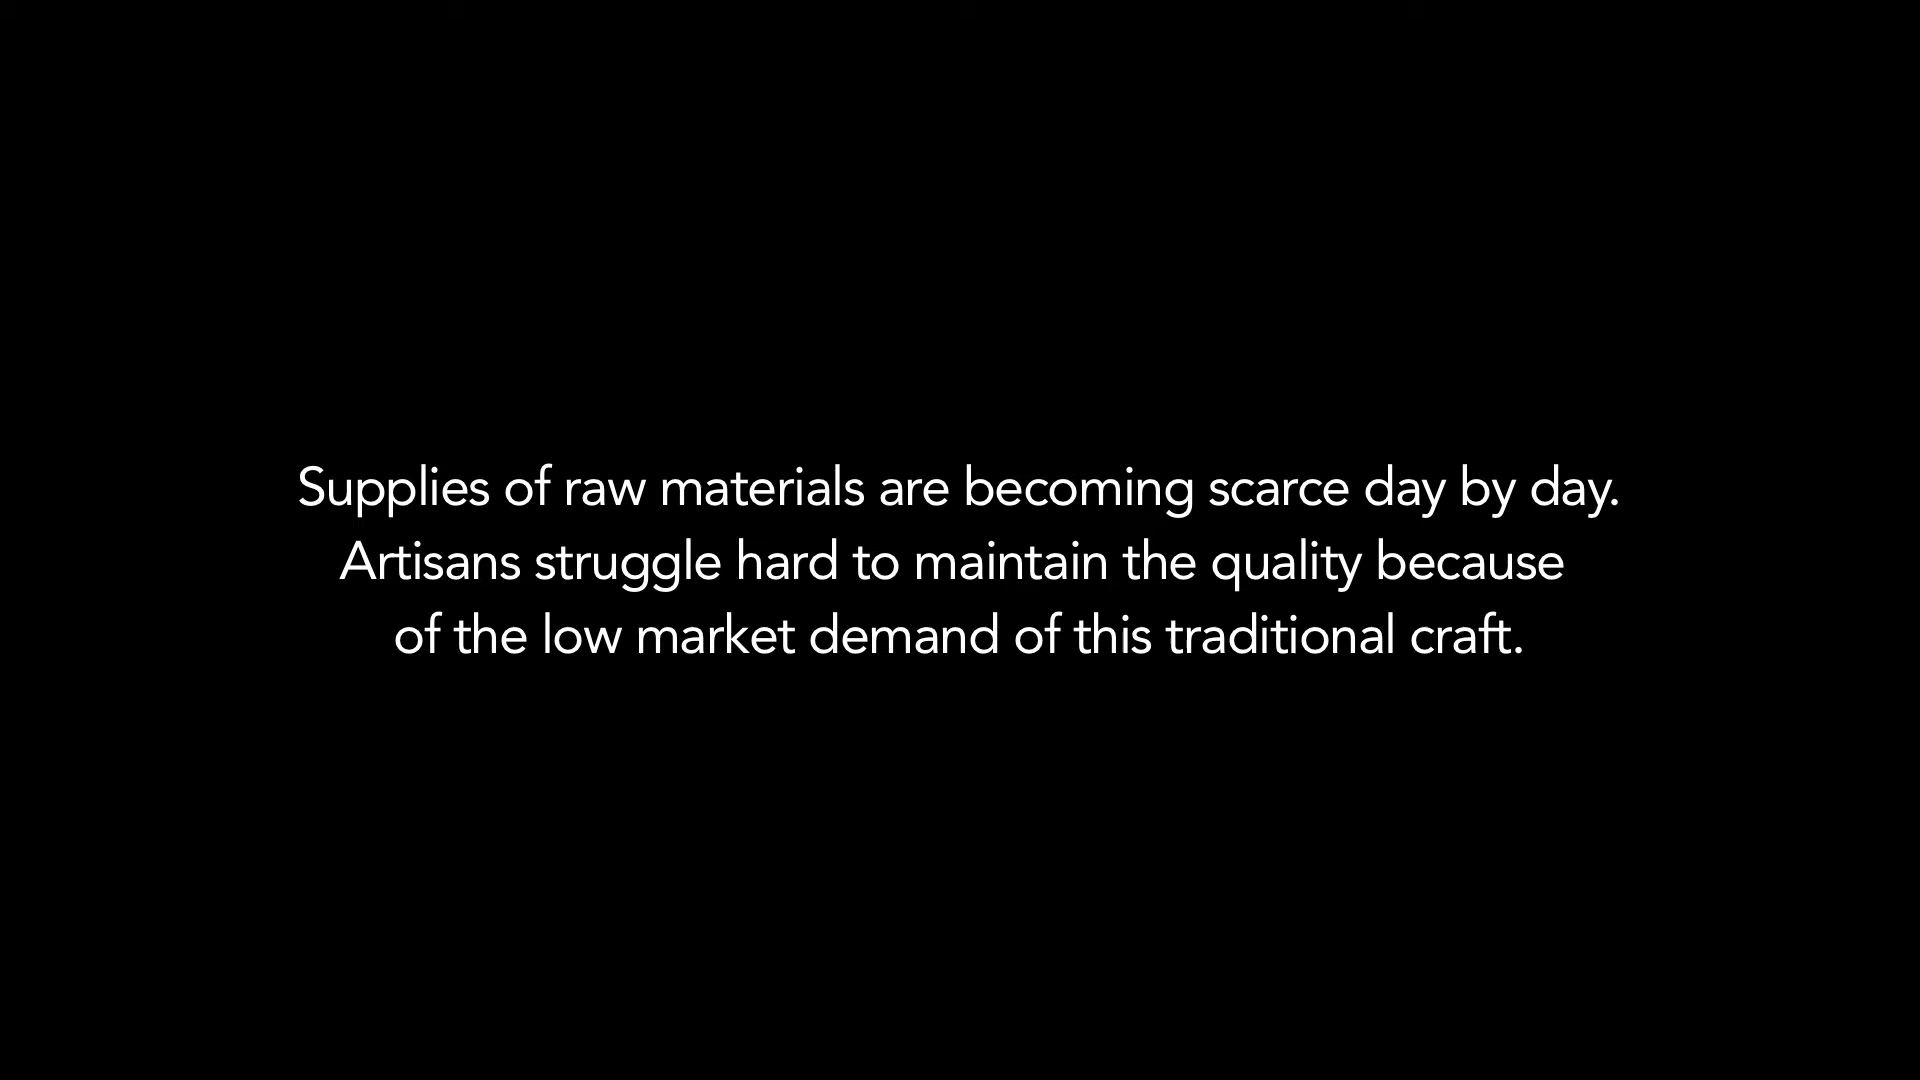 Supplies of raw materials are becoming scarce day by day.
Artisans struggle hard to maintain the quality because
of the low market demand of this traditional craft.